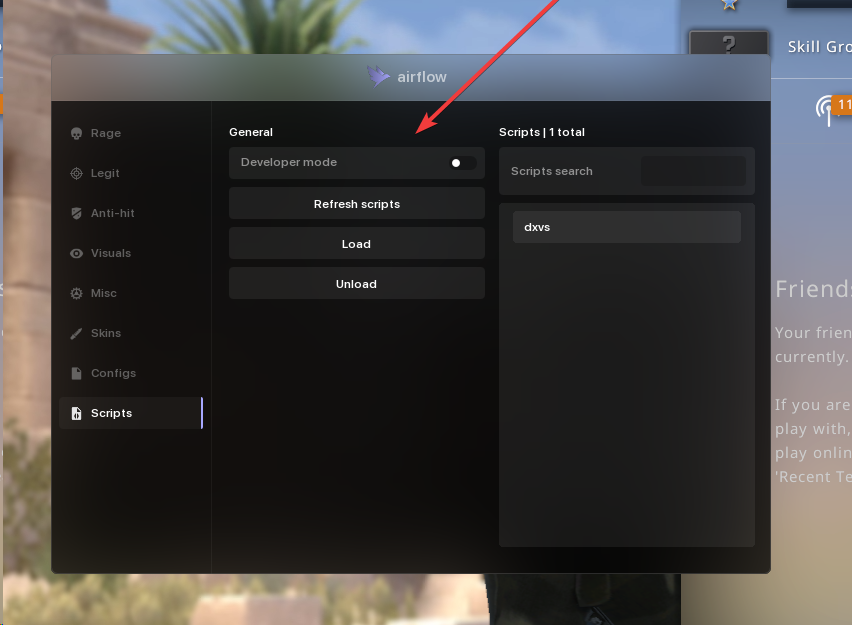 ?
Skill Gro
airflow
11
Rage
Legit
Anti-hit
Visuals
Misc
Skins
Configs
Scripts
General
Developer mode
Refresh scripts
Load
Unload
Scripts | 1 total
Scripts search
dxvs
Friends
Your frien
currently.
If you are
play with,
play onlin
'Recent Te